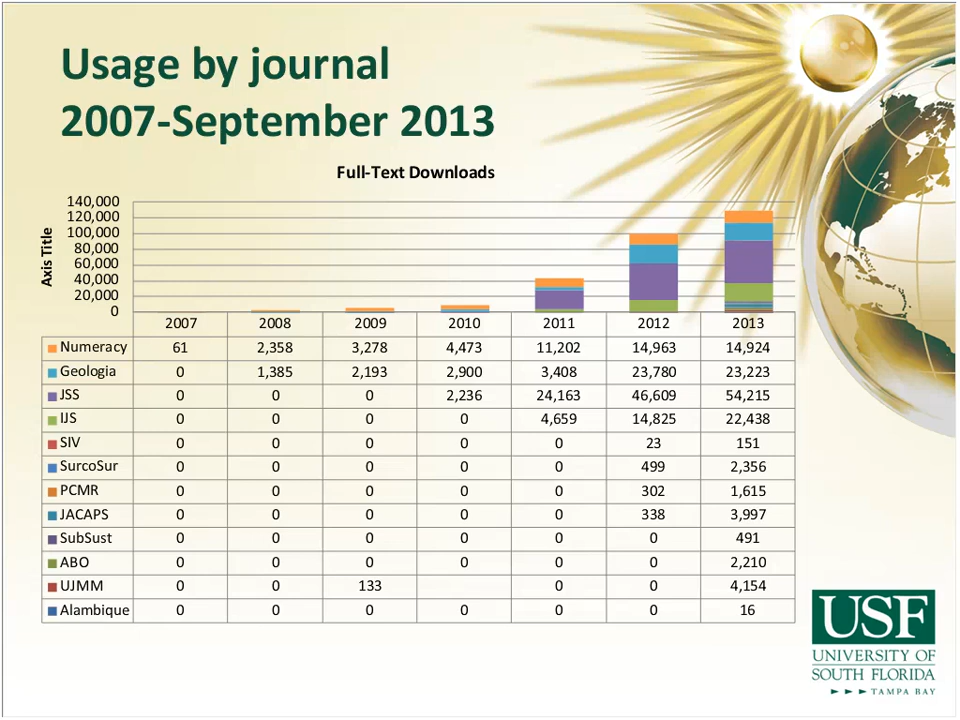 Usage by journal
2007-September 2013
Full-Text Downloads
Axis Title
140,000
120,000
100,000
80,000
60,000
40,000
20,000
0
2007 2008 2009 2010 2011 2012 2013
Numeracy 61 2,358 3,278 4,473 11,202 14,963 14,924
Geologia 0 1,385 2,193 2,900 3,408 23,780 23,223
JSS 0 0 0 2,236 24,163 46,609 54,215
IJS 0 0 0 0 4,659 14,825 22,438
SIV 0 0 0 0 0 23 151
SurcoSur 0 0 0 0 0 499 2,356
PCMR 0 0 0 0 0 302 1,615
JACAPS 0 0 0 0 0 338 3,997
SubSust 0 0 0 0 0 0 491
ABO 0 0 0 0 0 0 2,210
UJMM 0 0 133 0 0 4,154
Alambique 0 0 0 0 0 0 16
USF
UNIVERSITY OF
SOUTH FLORIDA
TAMPA BAY